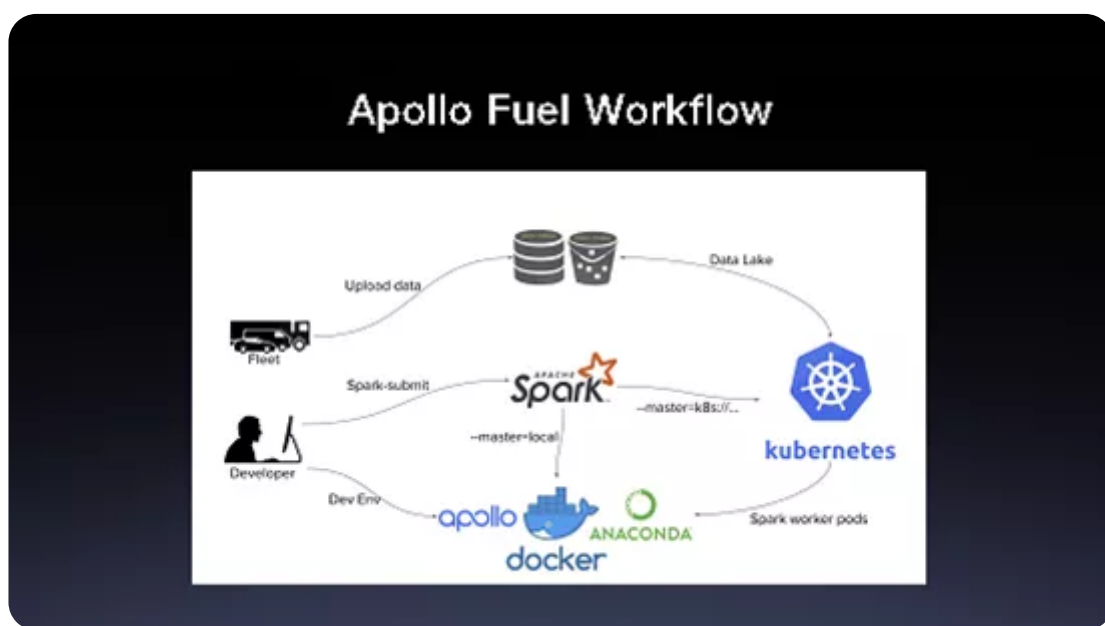 Apollo Fuel Workflow
Upload data
Data Lake
Fleet
Spark-submit
APACHE
Spark
--master=k8s://...
--master=local
kubernetes
Developer
Dev Env
apollo
docker
ANACONDA
Spark worker pods